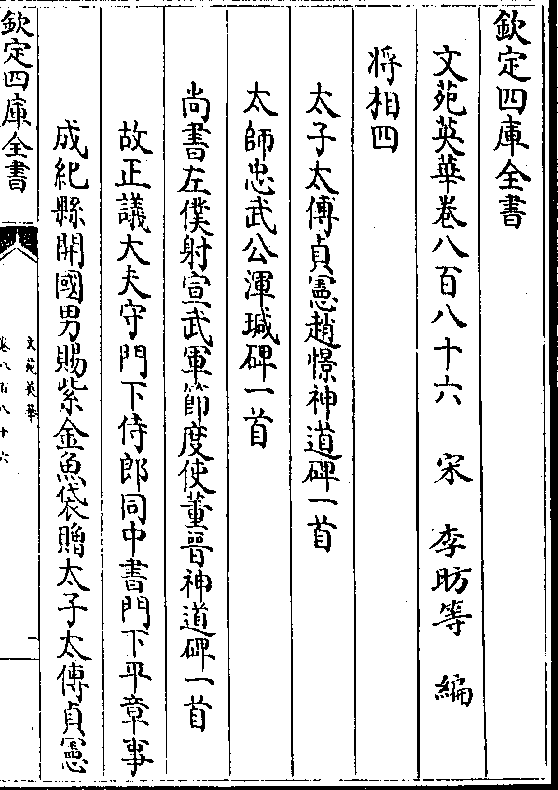 欽定四庫全書
文苑英華卷八百八十六 宋 李昉等 編
將相四
太子太傅貞憲趙憬神道碑一首
太師忠武公渾瑊碑一首
尚書左僕射宣武軍節度使董晉神道碑一首
故正議大夫守門下侍郎同中書門下平章事
成紀縣開國男賜紫金魚袋贈太子太傅貞憲
欽定四庫全書
文苑英華
卷八百八十六
一